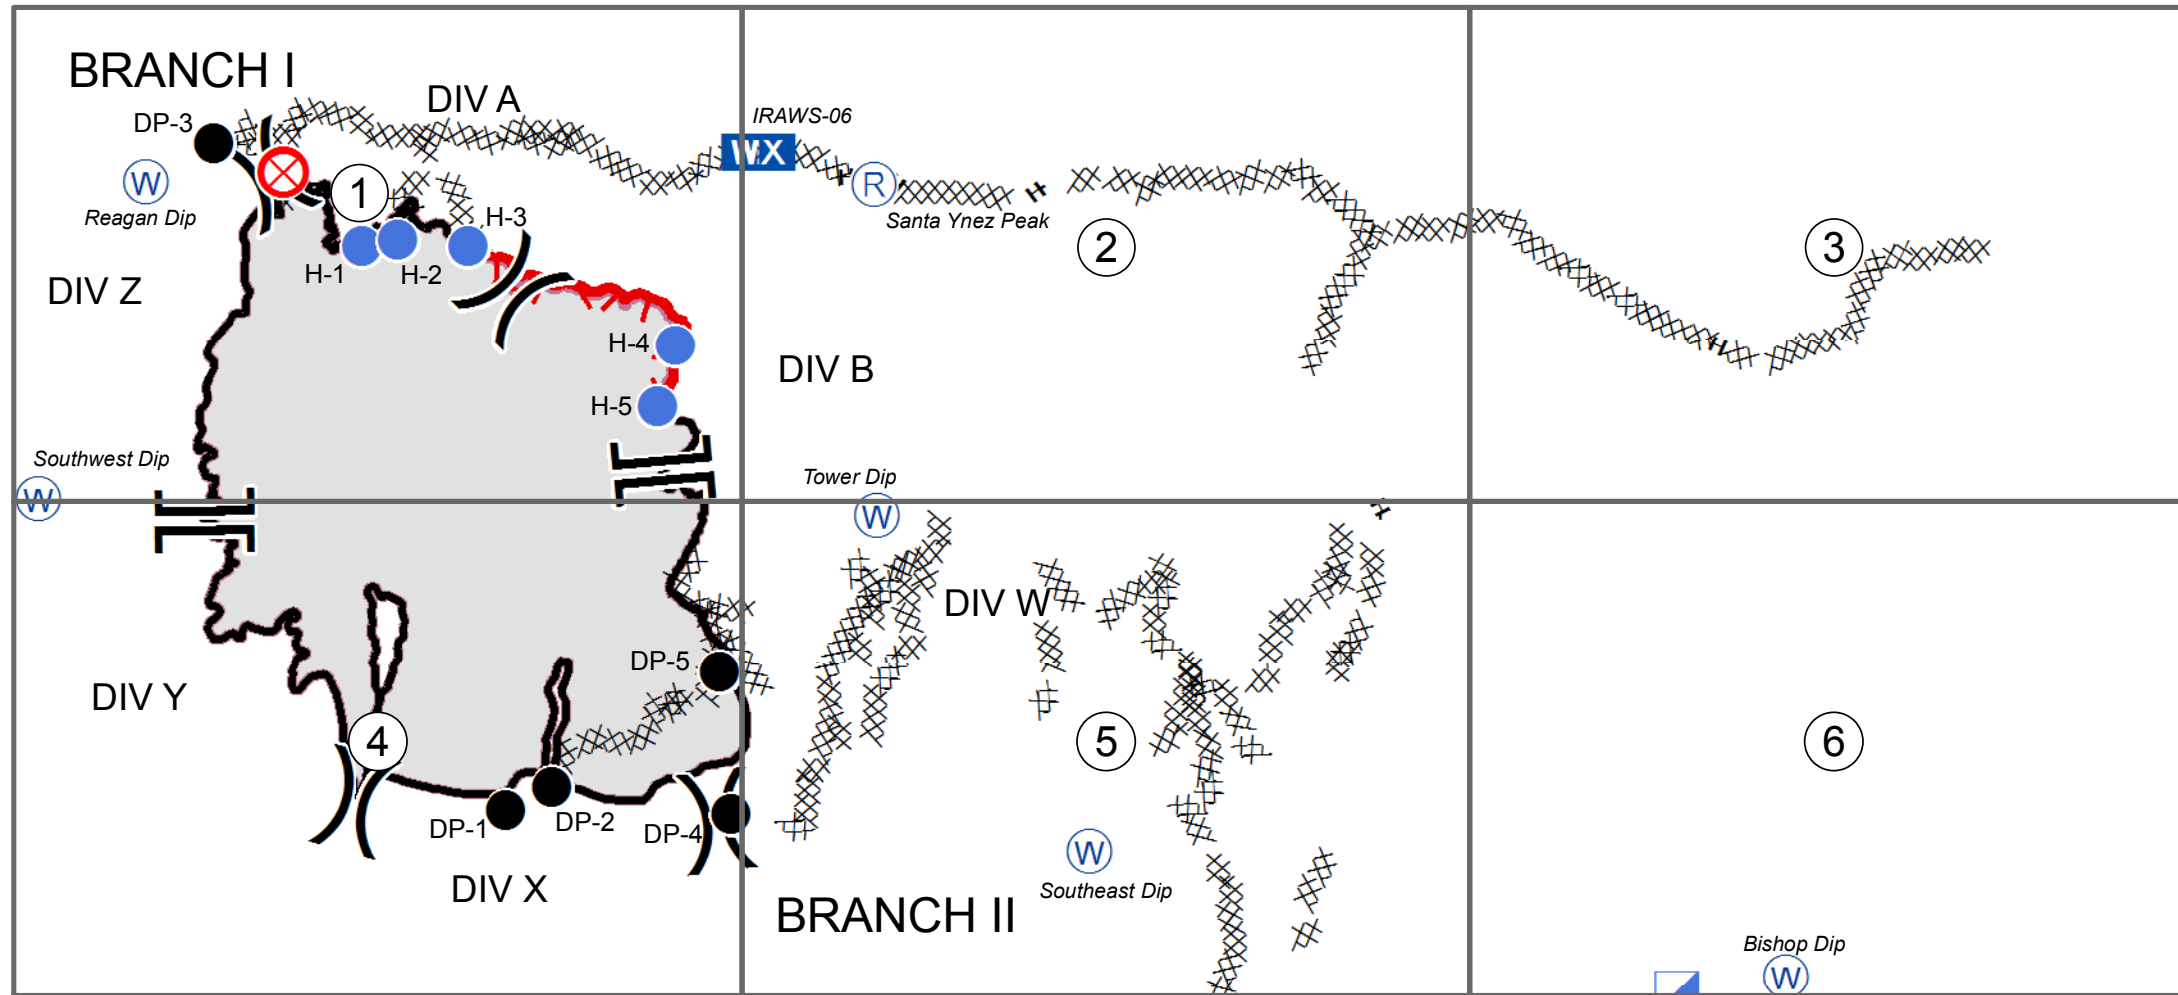 BRANCH I
DIV A
DP-3
IRAWS-06
WX
W
Reagan Dip
1
R
Santa Ynez Peak
H-3
H-1
H-2
2
3
DIV Z
H-4
DIV B
H-5
Southwest Dip
W
Tower Dip
W
DIV W
DP-5
DIV Y
4
5
6
DP-1
DP-2
DP-4
W
Southeast Dip
DIV X
BRANCH II
Bishop Dip
W